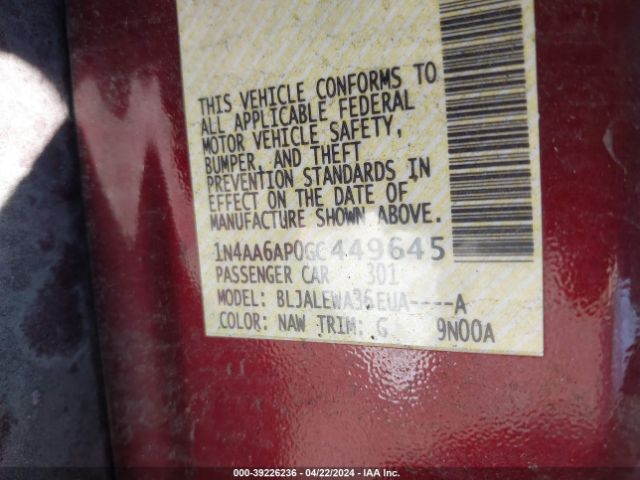 THIS VEHICLE CONFORMS TO
ALL APPLICABLE FEDERAL
MOTOR VEHICLE SAFETY,
BUMPER, AND THEFT
PREVENTION STANDARDS IN
EFFECT ON THE DATE OF
MANUFACTURE SHOWN ABOVE.
1N4AA6AP0GC449645
PASSENGER CAR 301
MODEL: BLJALEWA36EUA----A
COLOR: NAW TRIM: G 9N00A
000-39226236 - 04/22/2024 - IAA Inc.